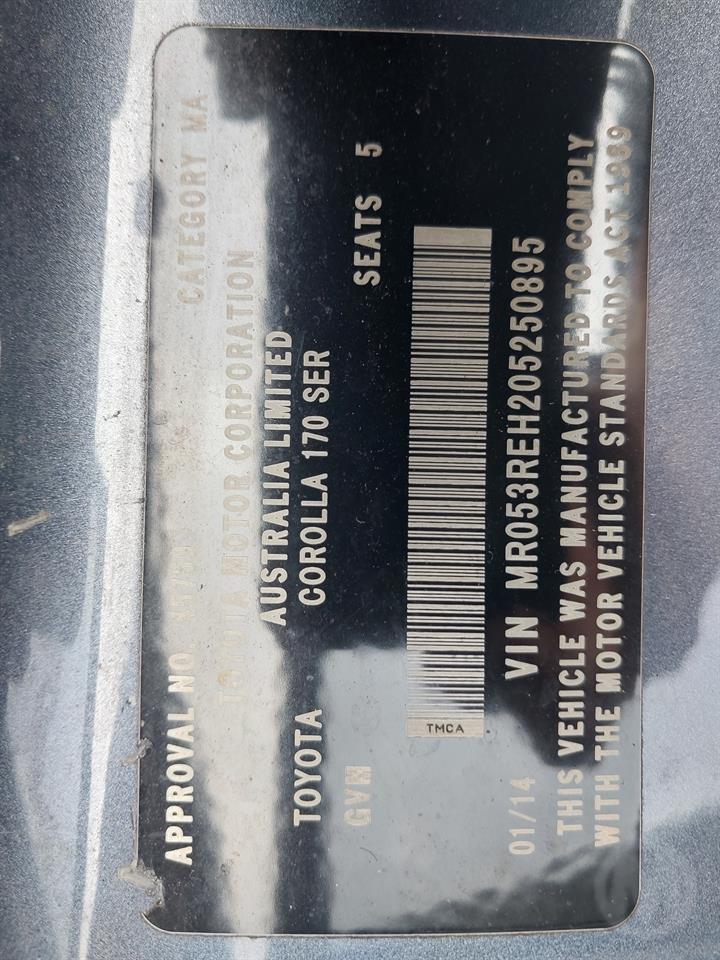 APPROVAL NO. CATEGORY MA
TOYOTA MOTOR CORPORATION
AUSTRALIA LIMITED
TOYOTA COROLLA 170 SER
GVM SEATS 5
TMCA
01/14 VIN MR053REH205250895
THIS VEHICLE WAS MANUFACTURED TO COMPLY
WITH THE MOTOR VEHICLE STANDARDS ACT 1989